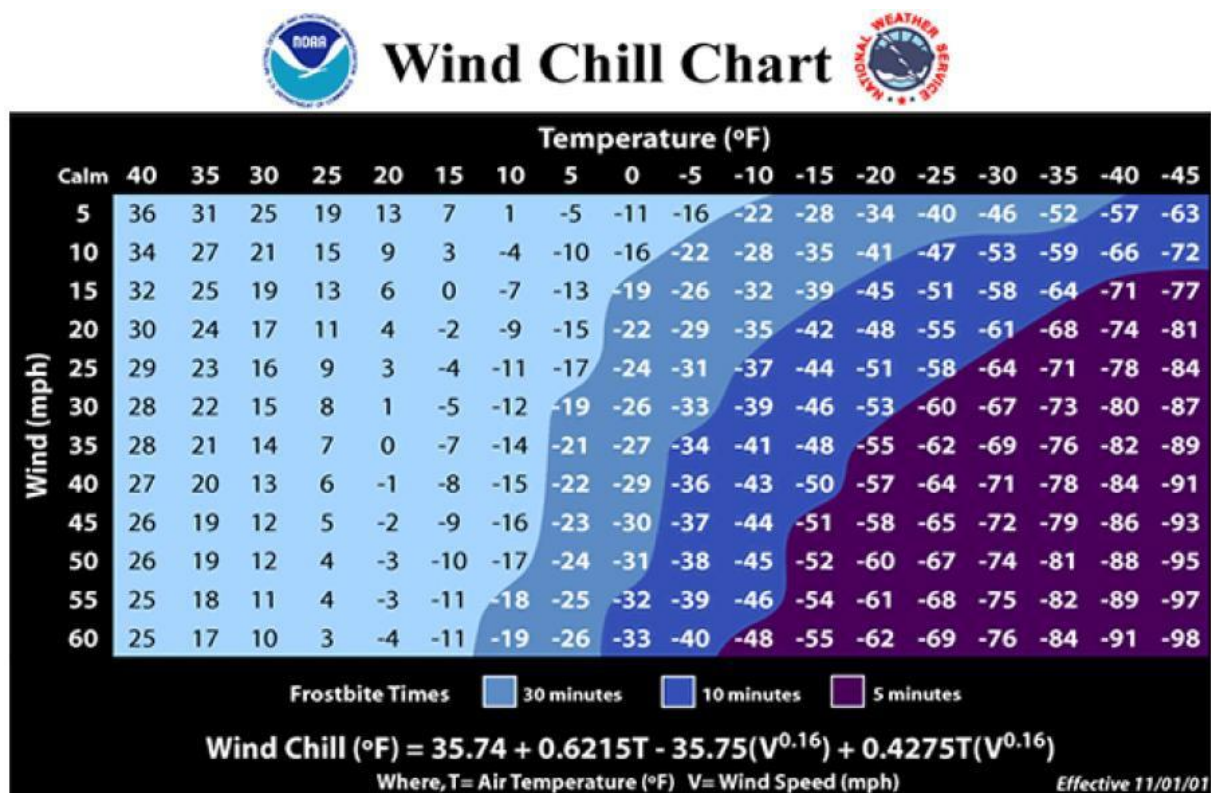 NOAA
Wind Chill Chart
NATIONAL WEATHER SERVICE
Temperature (ºF)
Calm 40 35 30 25 20 15 10 5 0 -5 -10 -15 -20 -25 -30 -35 -40 -45
Wind (mph)
5 36 31 25 19 13 7 1 -5 -11 -16 -22 -28 -34 -40 -46 -52 -57 -63
10 34 27 21 15 9 3 -4 -10 -16 -22 -28 -35 -41 -47 -53 -59 -66 -72
15 32 25 19 13 6 0 -7 -13 -19 -26 -32 -39 -45 -51 -58 -64 -71 -77
20 30 24 17 11 4 -2 -9 -15 -22 -29 -35 -42 -48 -55 -61 -68 -74 -81
25 29 23 16 9 3 -4 -11 -17 -24 -31 -37 -44 -51 -58 -64 -71 -78 -84
30 28 22 15 8 1 -5 -12 -19 -26 -33 -39 -46 -53 -60 -67 -73 -80 -87
35 28 21 14 7 0 -7 -14 -21 -27 -34 -41 -48 -55 -62 -69 -76 -82 -89
40 27 20 13 6 -1 -8 -15 -22 -29 -36 -43 -50 -57 -64 -71 -78 -84 -91
45 26 19 12 5 -2 -9 -16 -23 -30 -37 -44 -51 -58 -65 -72 -79 -86 -93
50 26 19 12 4 -3 -10 -17 -24 -31 -38 -45 -52 -60 -67 -74 -81 -88 -95
55 25 18 11 4 -3 -11 -18 -25 -32 -39 -46 -54 -61 -68 -75 -82 -89 -97
60 25 17 10 3 -4 -11 -19 -26 -33 -40 -48 -55 -62 -69 -76 -84 -91 -98
Frostbite Times 30 minutes 10 minutes 5 minutes
Wind Chill (ºF) = 35.74 + 0.6215T - 35.75(V^0.16) + 0.4275T(V^0.16)
Where, T= Air Temperature (ºF) V= Wind Speed (mph)
Effective 11/01/01